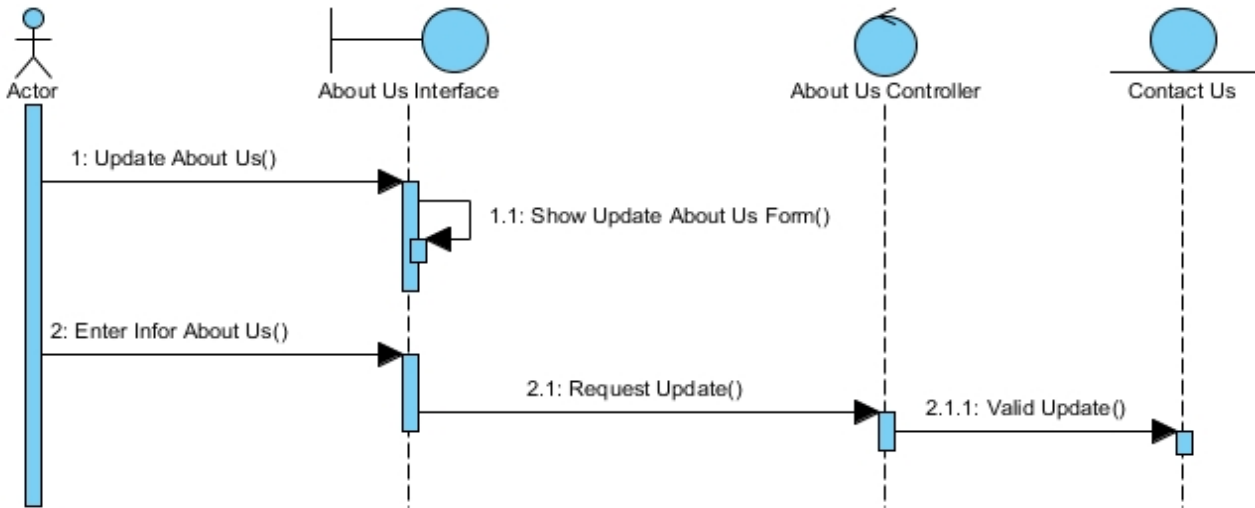 Actor
About Us Interface
About Us Controller
Contact Us
1: Update About Us()
1.1: Show Update About Us Form()
2: Enter Infor About Us()
2.1: Request Update()
2.1.1: Valid Update()